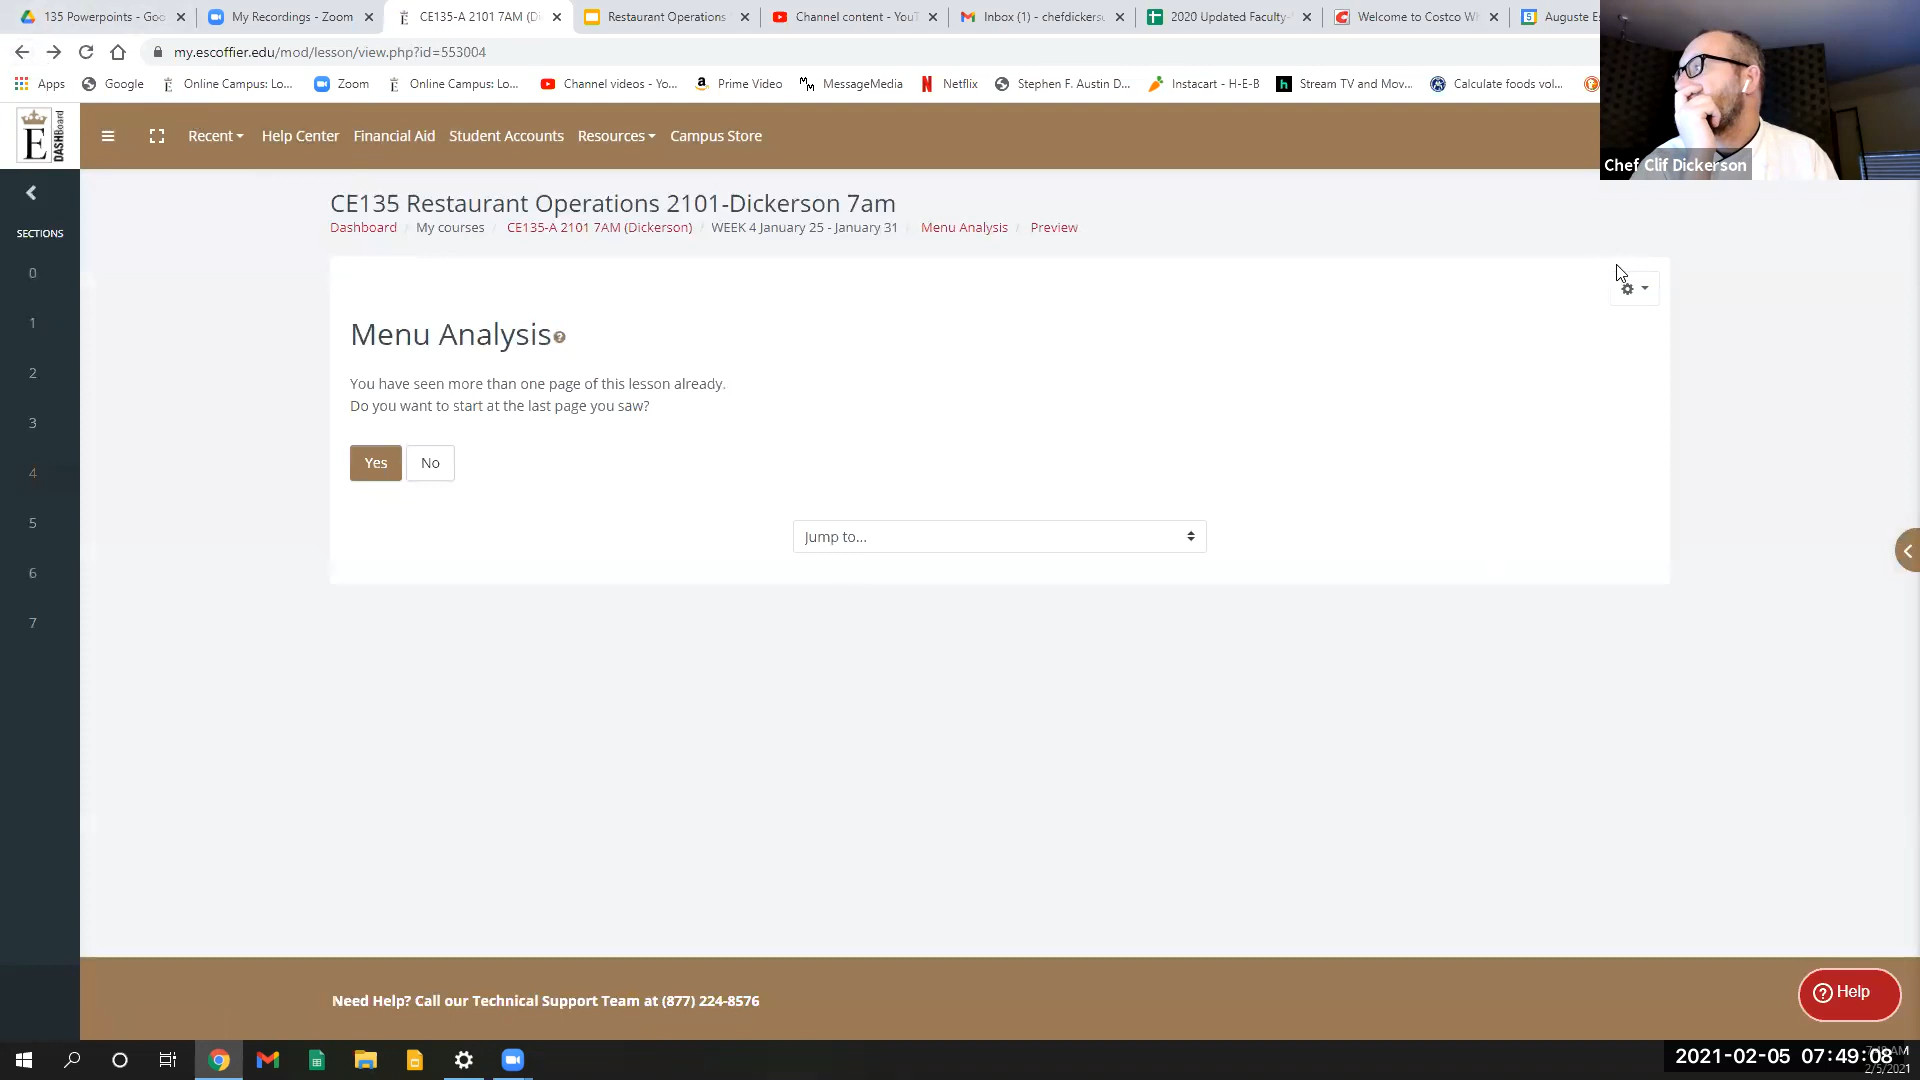 135 Powerpoints - Goo
My Recordings - Zoom
CE135-A 2101 7AM (Di
Restaurant Operations
Channel content - YouT
Inbox (1) - chefdickers
2020 Updated Faculty-
Welcome to Costco Wh
Auguste Es
my.escoffier.edu/mod/lesson/view.php?id=553004
Apps
Google
Online Campus: Lo...
Zoom
Online Campus: Lo...
Channel videos - Yo...
Prime Video
MessageMedia
Netflix
Stephen F. Austin D...
Instacart - H-E-B
Stream TV and Mov...
Calculate foods vol...
E DASHBoard
Recent
Help Center
Financial Aid
Student Accounts
Resources
Campus Store
Chef Clif Dickerson
CE135 Restaurant Operations 2101-Dickerson 7am
Dashboard / My courses / CE135-A 2101 7AM (Dickerson) / WEEK 4 January 25 - January 31 / Menu Analysis / Preview
SECTIONS
0
1
2
3
4
5
6
7
Menu Analysis
You have seen more than one page of this lesson already.
Do you want to start at the last page you saw?
Yes
No
Jump to...
Need Help? Call our Technical Support Team at (877) 224-8576
Help
2021-02-05 07:49:08
2/5/2021